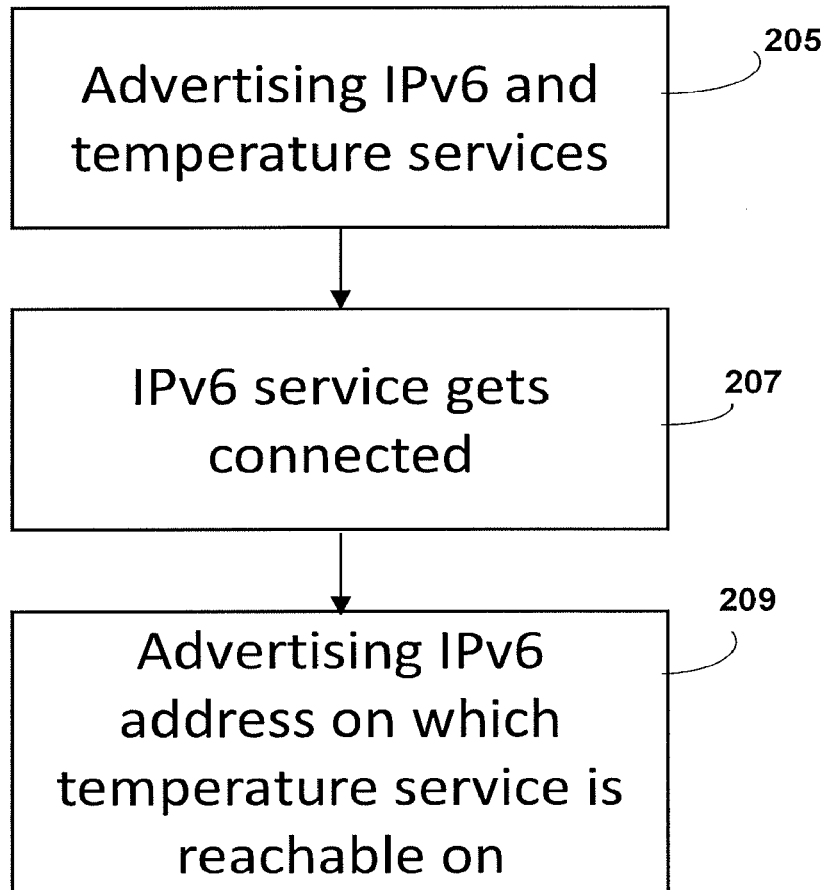 205
Advertising IPv6 and
temperature services
207
IPv6 service gets
connected
209
Advertising IPv6
address on which
temperature service is
reachable on